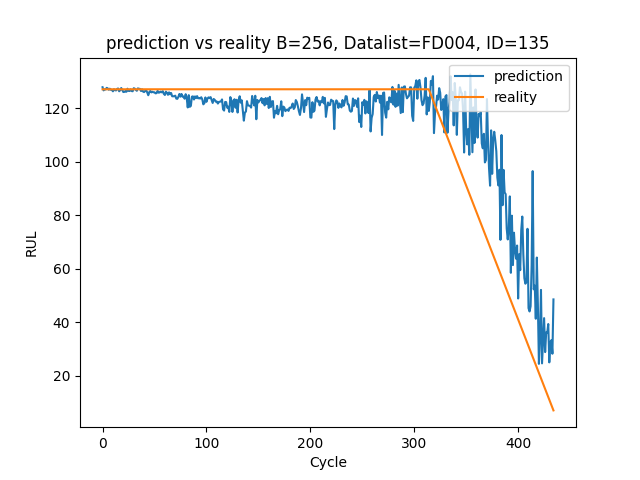 prediction vs reality B=256, Datalist=FD004, ID=135
prediction
reality
120
100
80
60
40
20
RUL
0
100
200
300
400
Cycle